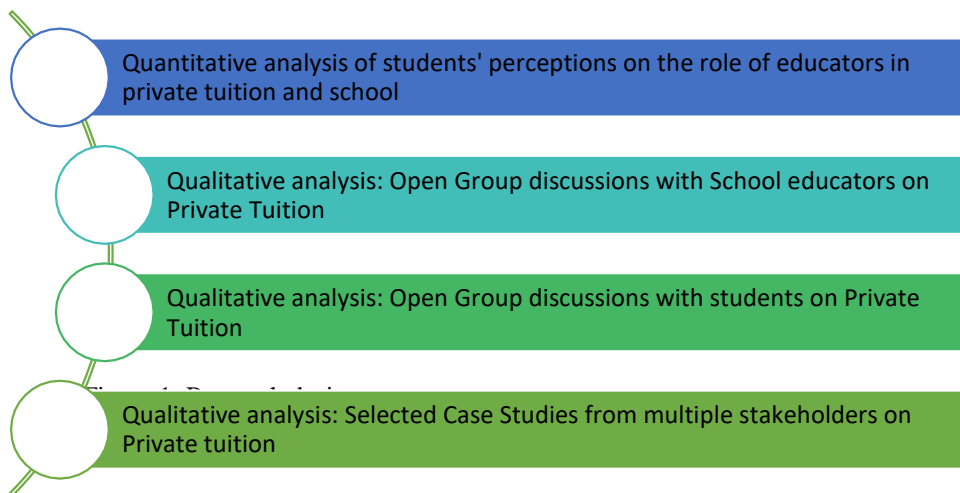 Quantitative analysis of students' perceptions on the role of educators in
private tuition and school
Qualitative analysis: Open Group discussions with School educators on
Private Tuition
Qualitative analysis: Open Group discussions with students on Private
Tuition
Qualitative analysis: Selected Case Studies from multiple stakeholders on
Private tuition